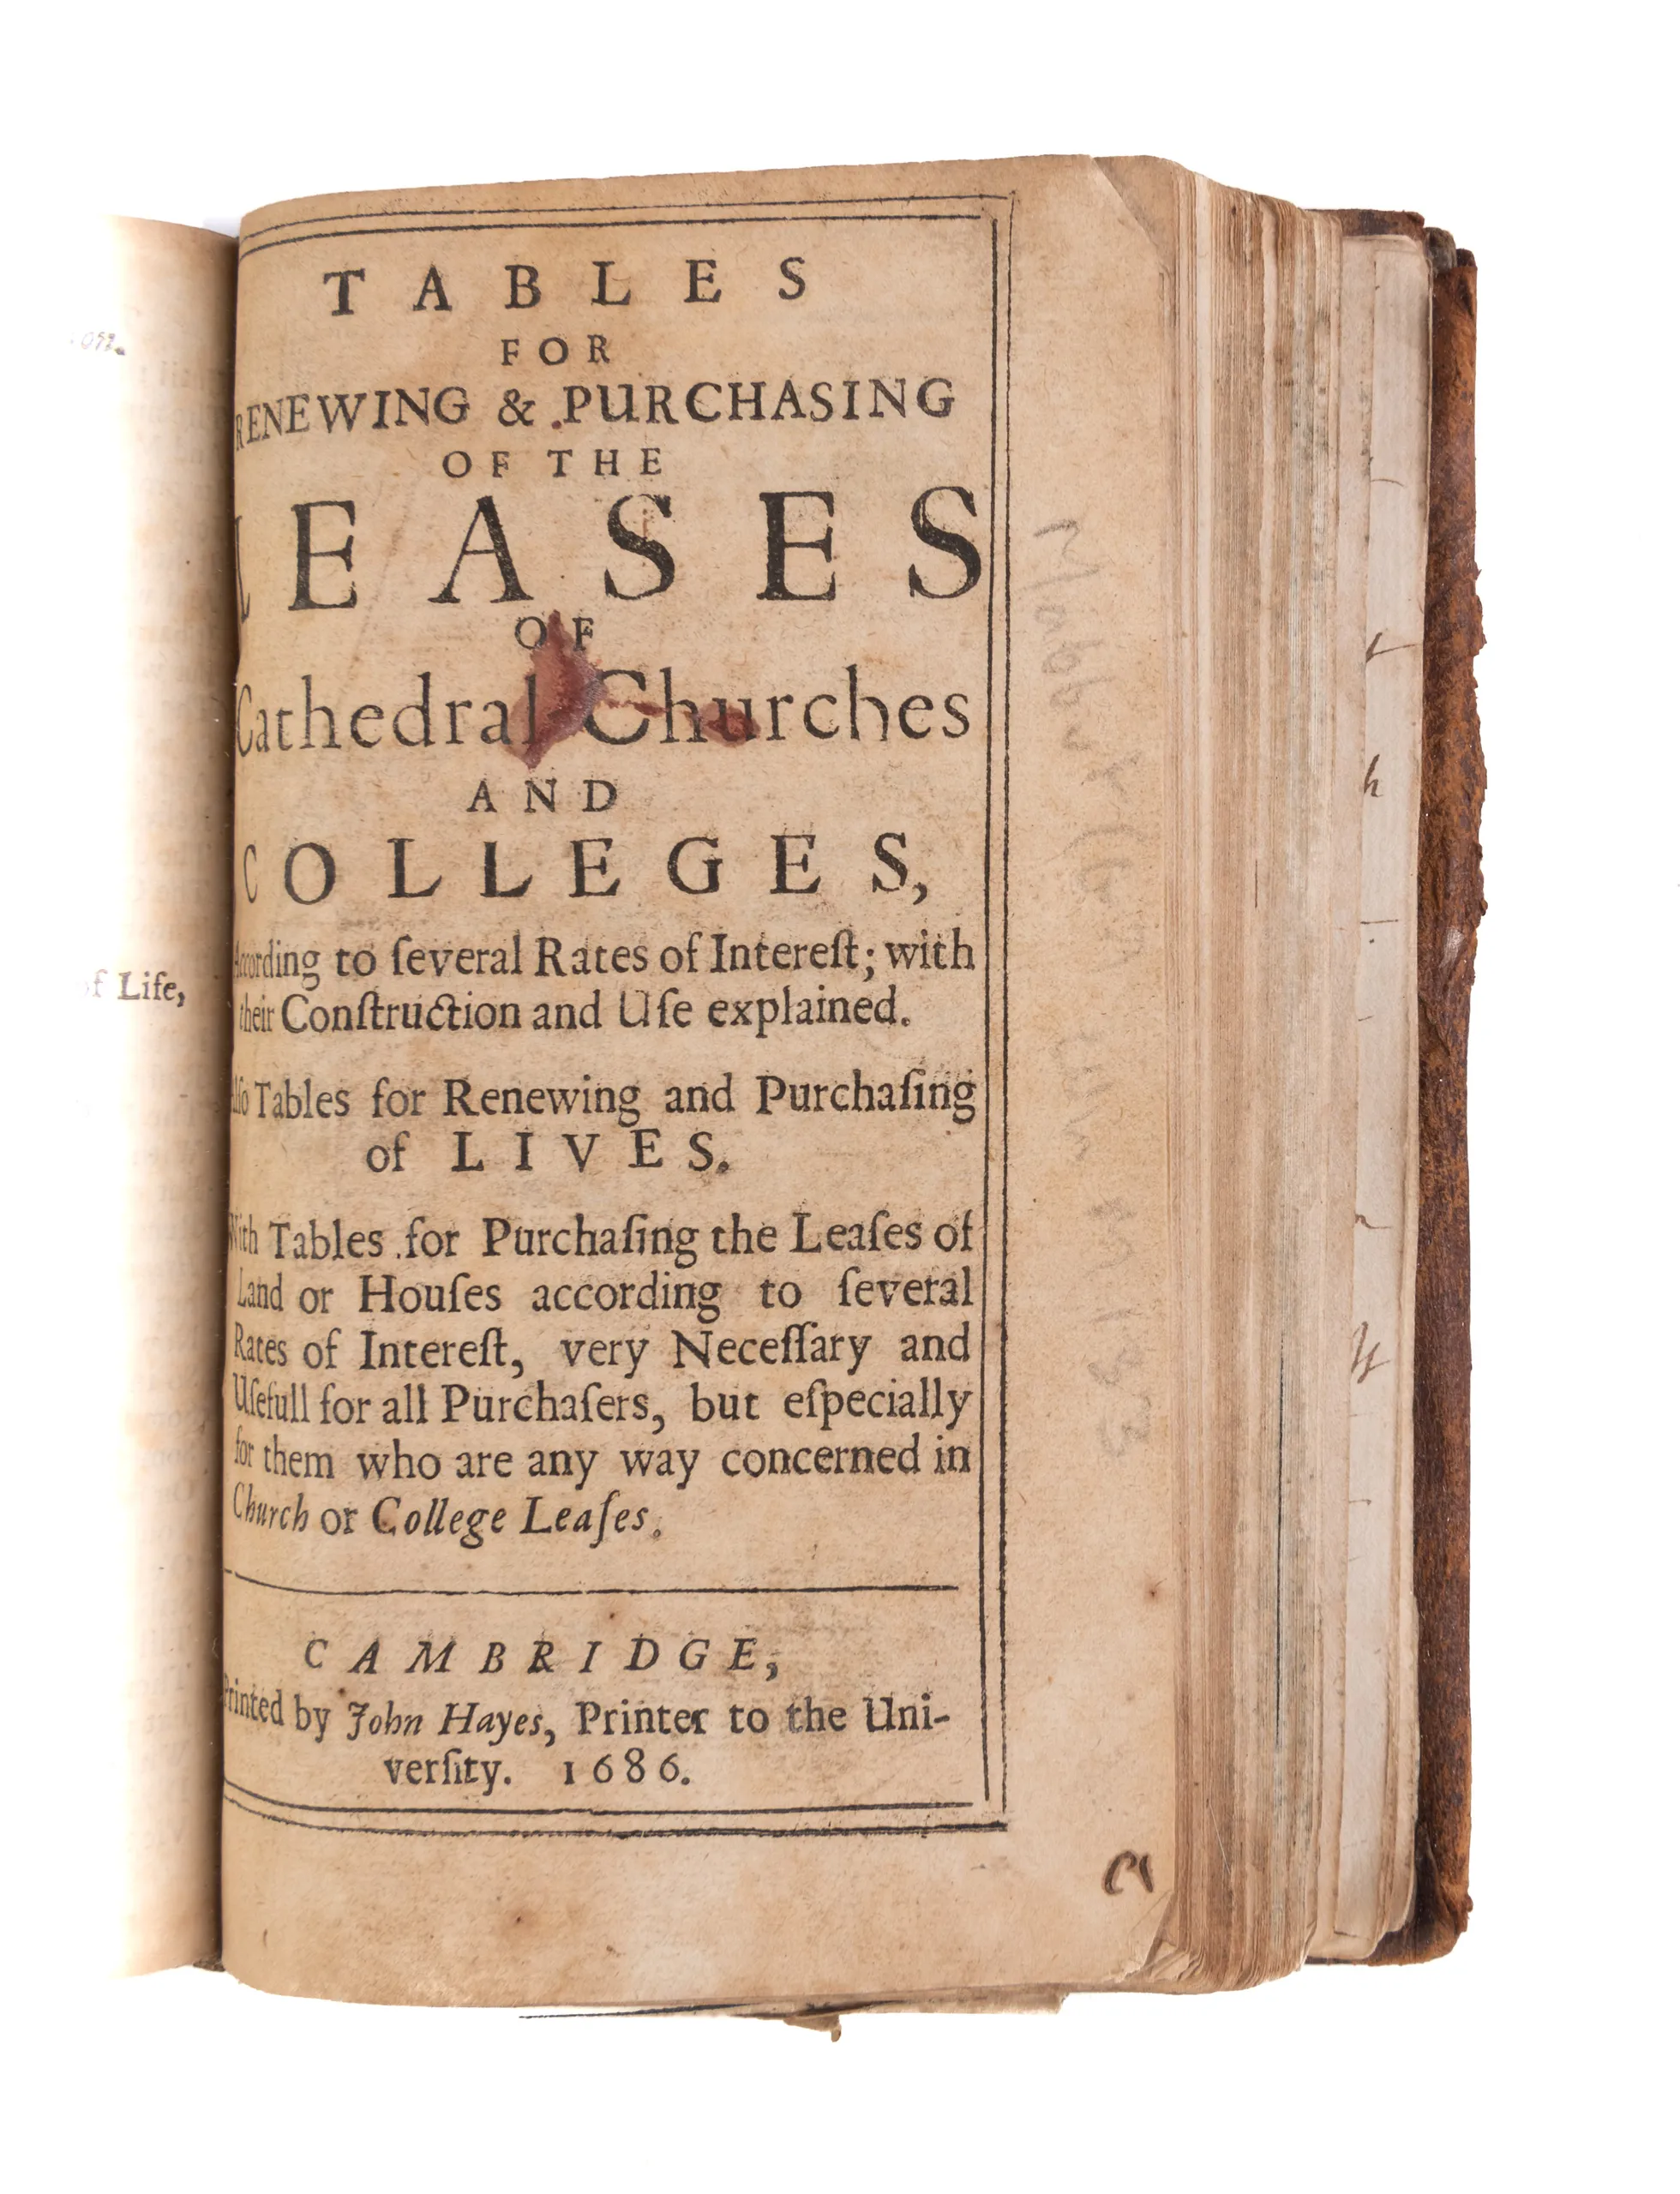 of Life,
TABLES
FOR
RENEWING & PURCHASING
OF THE
LEASES
OF
Cathedral Churches
AND
COLLEGES,
According to ſeveral Rates of Intereſt; with
their Conſtruction and Uſe explained.
Alſo Tables for Renewing and Purchaſing
of LIVES.
With Tables for Purchaſing the Leaſes of
Land or Houſes according to ſeveral
Rates of Intereſt, very Neceſſary and
Uſefull for all Purchaſers, but eſpecially
for them who are any way concerned in
Church or College Leaſes.
CAMBRIDGE,
Printed by John Hayes, Printer to the Uni-
verſity. 1686.